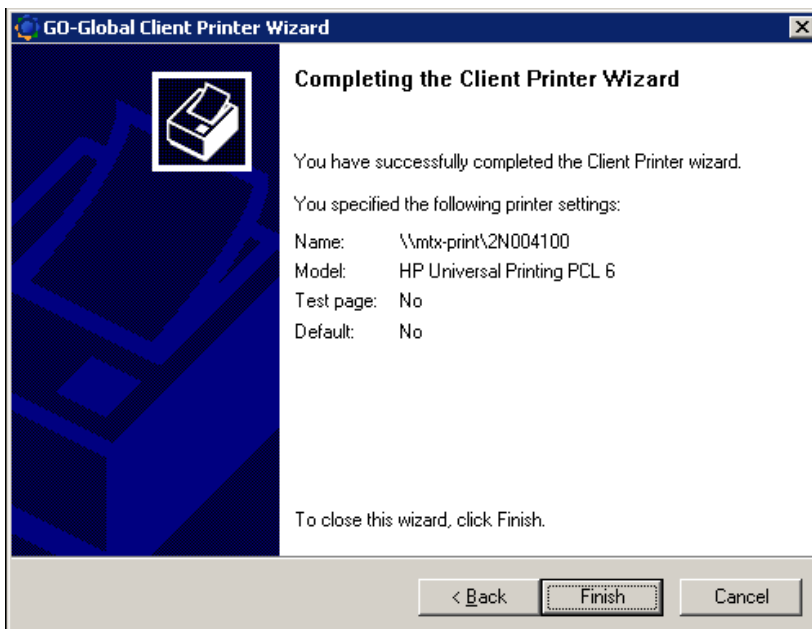 GO-Global Client Printer Wizard
Completing the Client Printer Wizard
You have successfully completed the Client Printer wizard.
You specified the following printer settings:
Name: \\mtx-print\2N004100
Model: HP Universal Printing PCL 6
Test page: No
Default: No
To close this wizard, click Finish.
< Back Finish Cancel